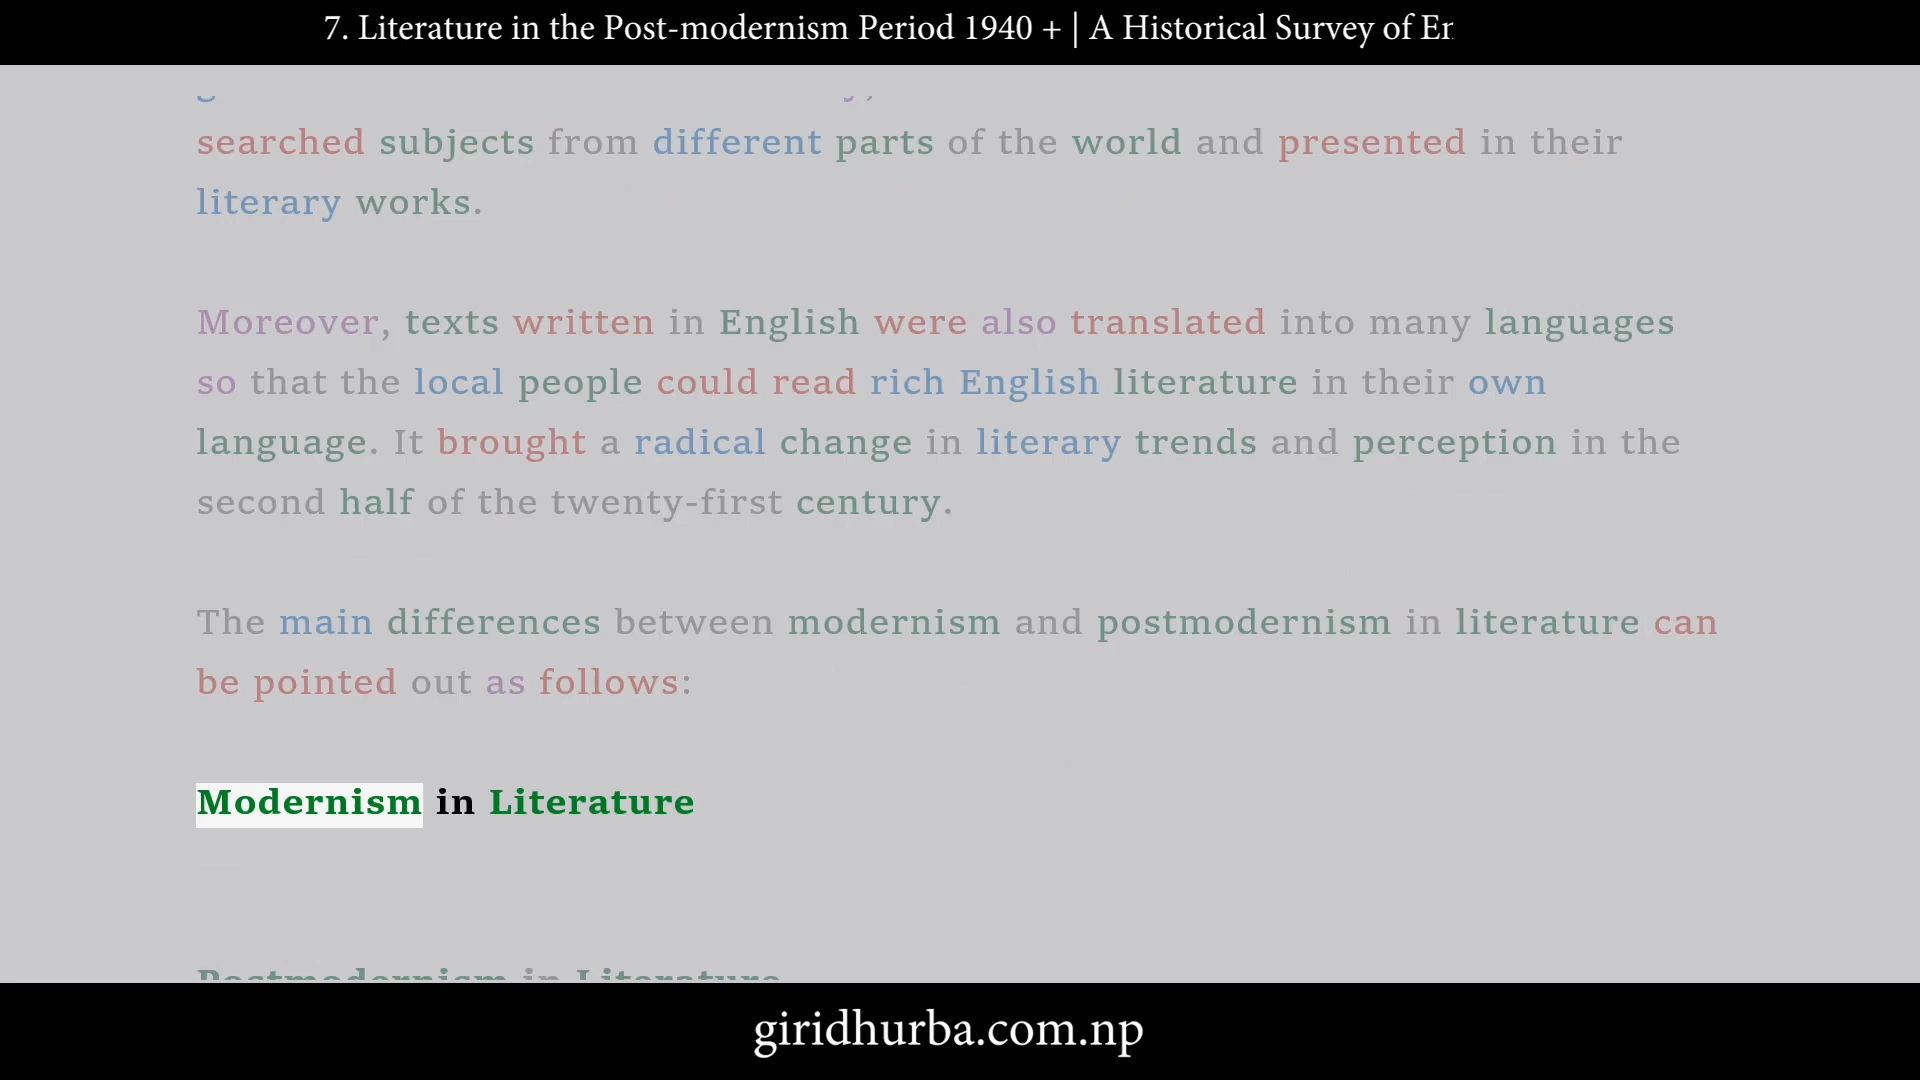 7. Literature in the Post-modernism Period 1940 + | A Historical Survey of En
searched subjects from different parts of the world and presented in their
literary works.
Moreover, texts written in English were also translated into many languages
so that the local people could read rich English literature in their own
language. It brought a radical change in literary trends and perception in the
second half of the twenty-first century.
The main differences between modernism and postmodernism in literature can
be pointed out as follows:
Modernism in Literature
Postmodernism in Literature
giridhurba.com.np